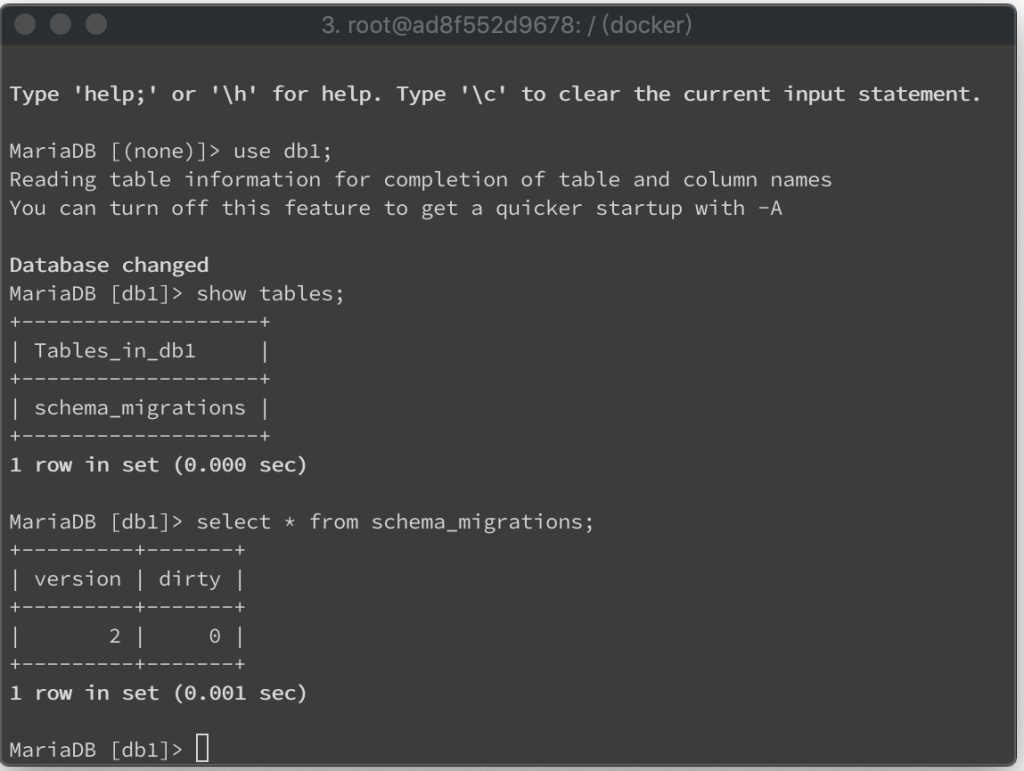 3. root@ad8f552d9678: / (docker)
Type 'help;' or '\h' for help. Type '\c' to clear the current input statement.
MariaDB [(none)]> use db1;
Reading table information for completion of table and column names
You can turn off this feature to get a quicker startup with -A
Database changed
MariaDB [db1]> show tables;
+-------------------+
| Tables_in_db1     |
+-------------------+
| schema_migrations |
+-------------------+
1 row in set (0.000 sec)
MariaDB [db1]> select * from schema_migrations;
+---------+-------+
| version | dirty |
+---------+-------+
|       2 |     0 |
+---------+-------+
1 row in set (0.001 sec)
MariaDB [db1]>